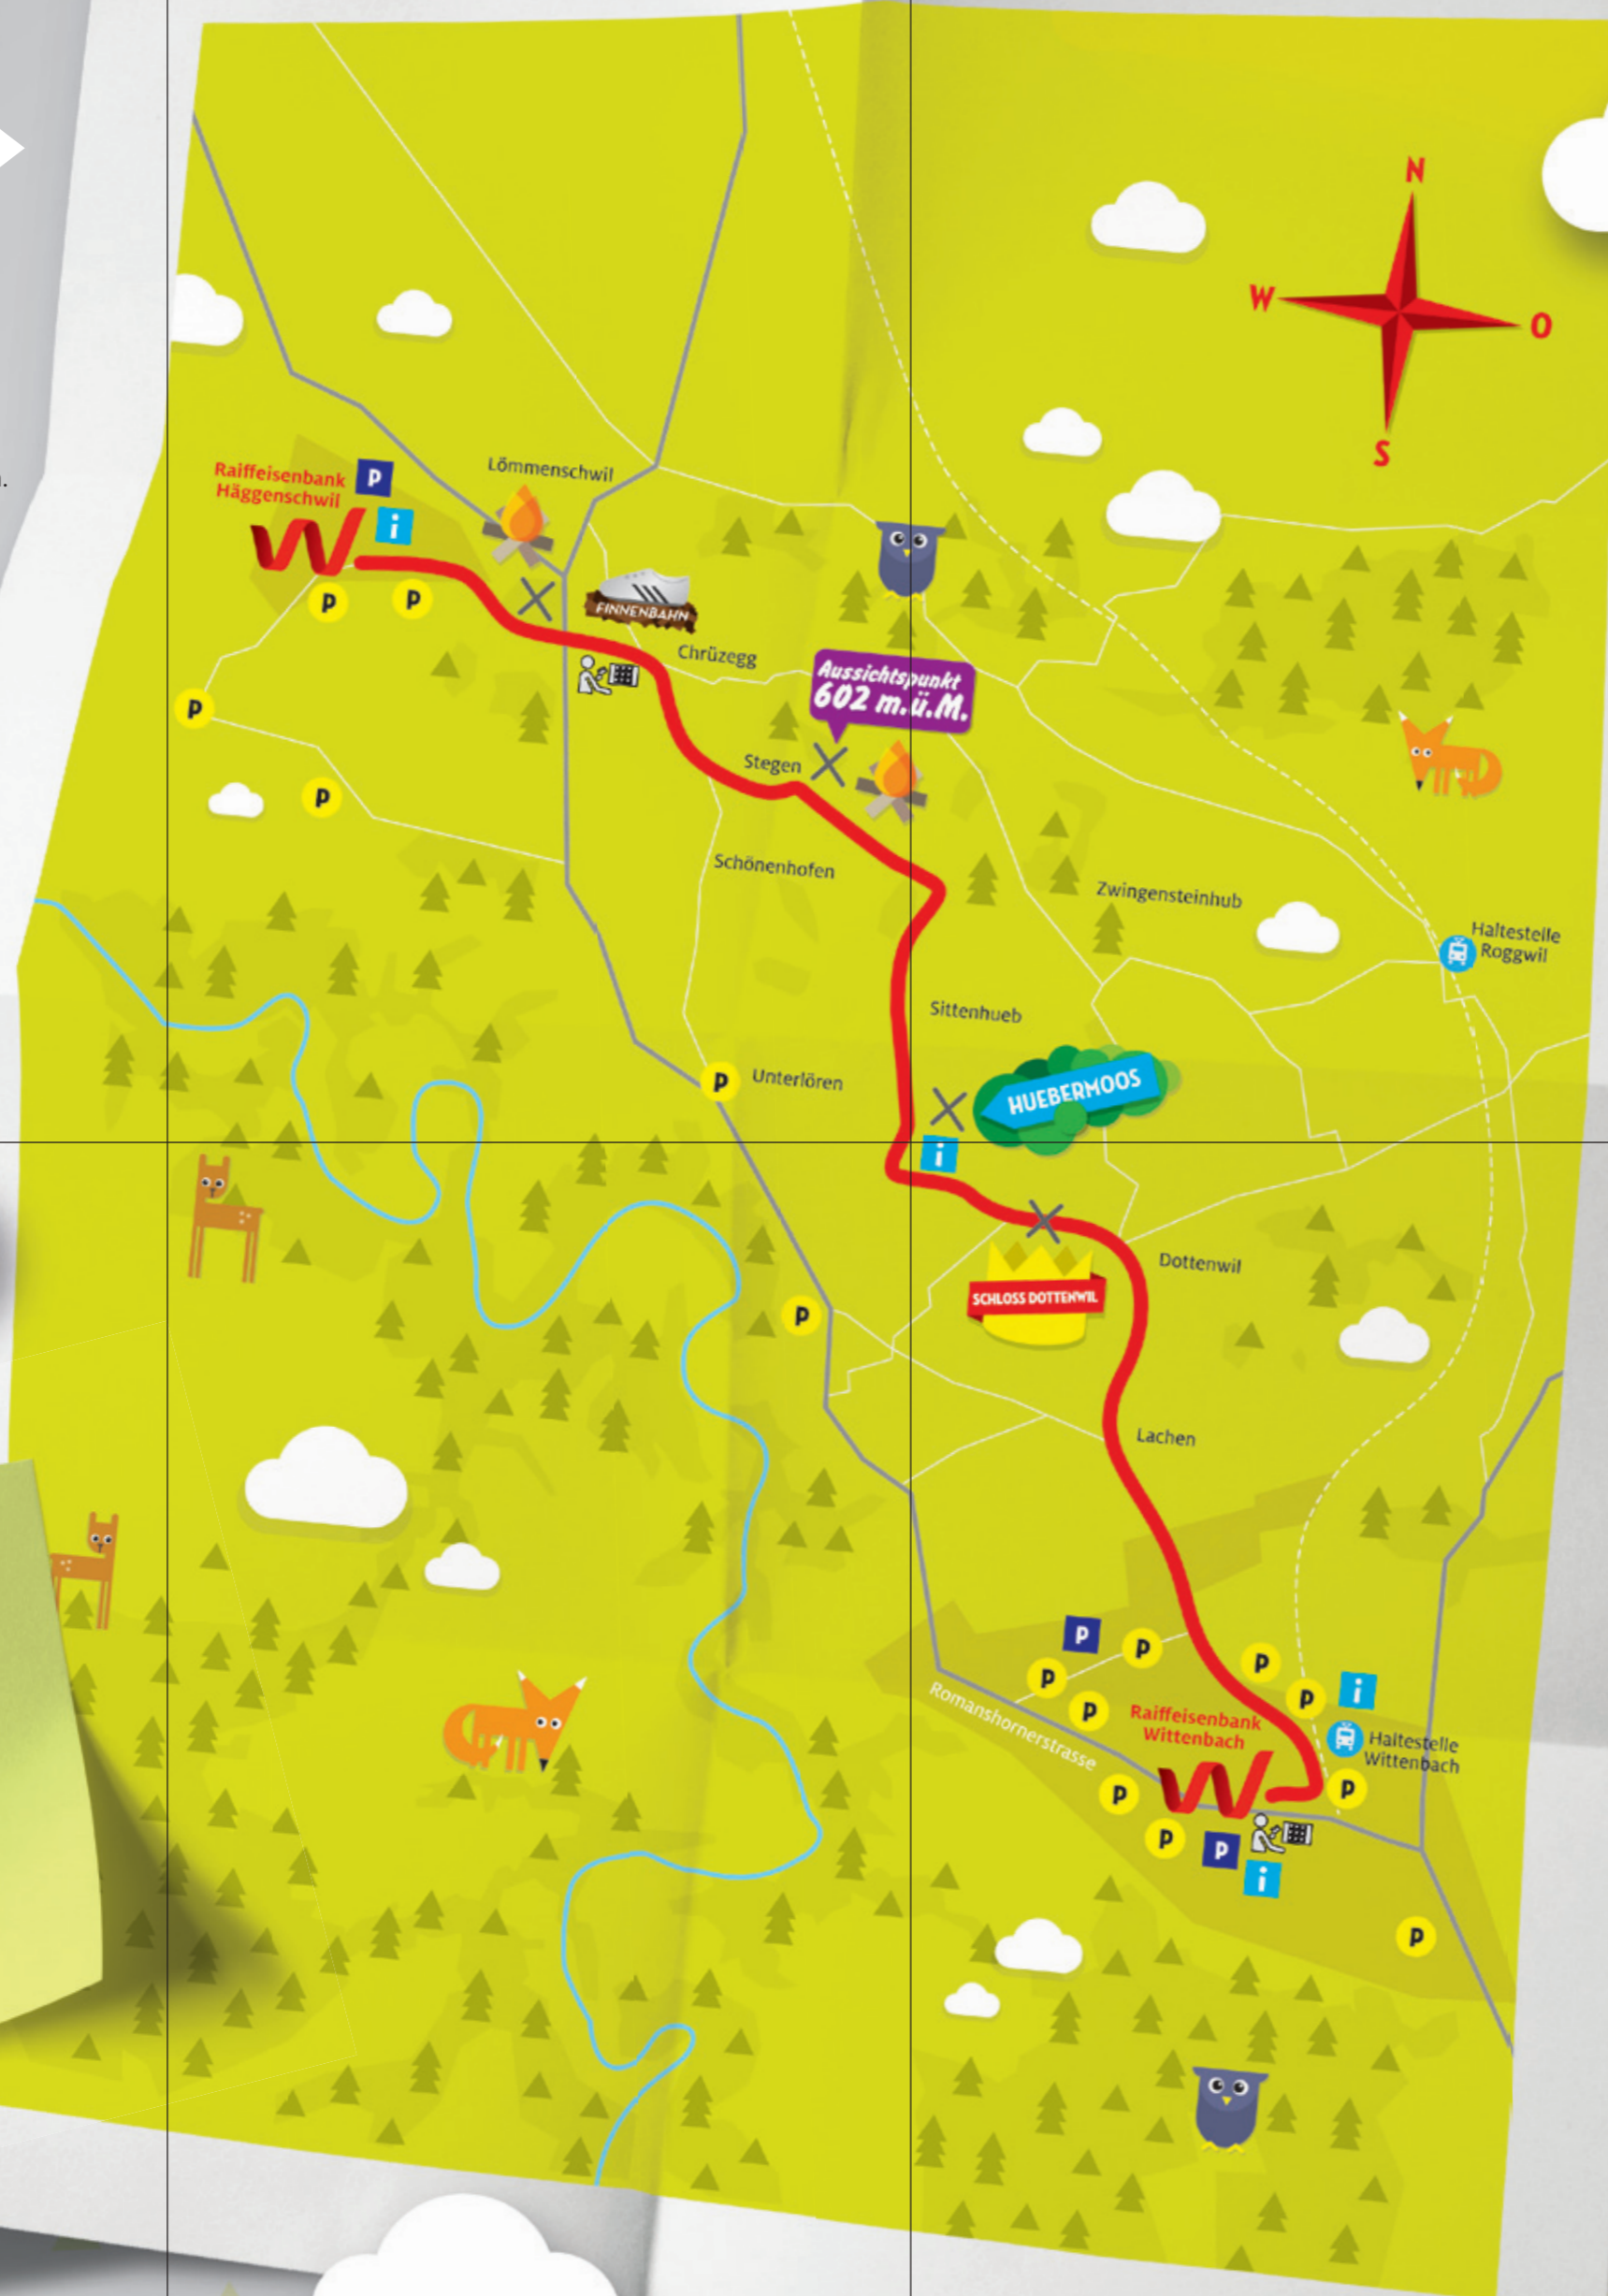 N
W
O
S
.
Raiffeisenbank
Häggenschwil
P
i
W
P
P
Lömmenschwil
FINNENBAHN
Chrüzegg
Aussichtspunkt
602 m.ü.M.
P
Stegen
P
Schönenhofen
Zwingensteinhub
Haltestelle
Roggwil
Sittenhueb
P
Unterlören
HUEBERMOOS
i
Dottenwil
SCHLOSS DOTTENWIL
P
Lachen
P
P
P
P
P
P
i
Romanshornerstrasse
Raiffeisenbank
Wittenbach
Haltestelle
Wittenbach
W
P
P
P
P
i
P